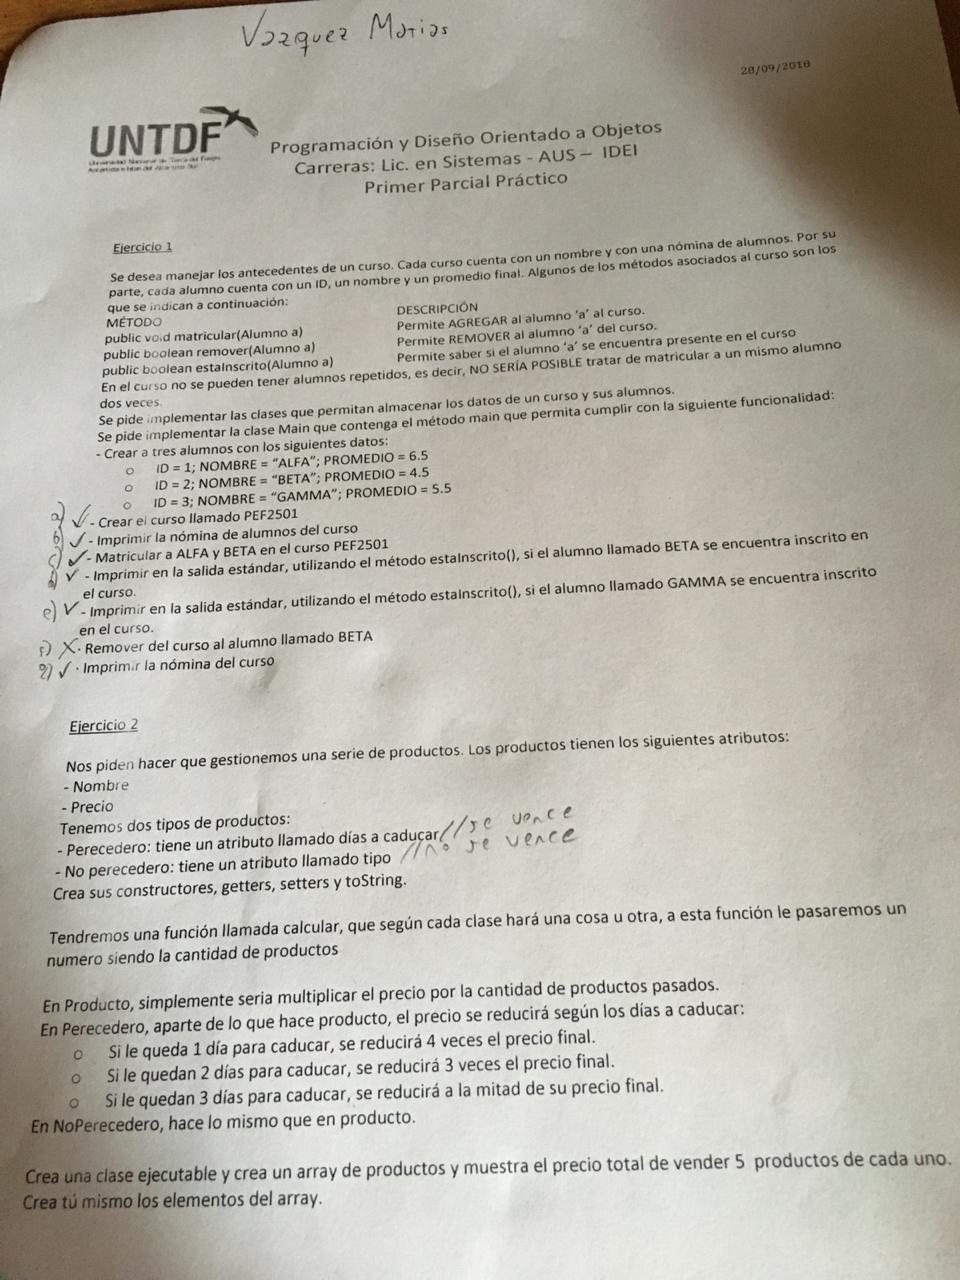 Vazquez Matias
28/09/2018
UNTDF
Programación y Diseño Orientado a Objetos
Carreras: Lic. en Sistemas - AUS – IDEI
Primer Parcial Práctico
Ejercicio 1
Se desea manejar los antecedentes de un curso. Cada curso cuenta con un nombre y con una nómina de alumnos. Por su
parte, cada alumno cuenta con un ID, un nombre y un promedio final. Algunos de los métodos asociados al curso son los
que se indican a continuación:
MÉTODO DESCRIPCIÓN
public void matricular(Alumno a) Permite AGREGAR al alumno 'a' al curso.
public boolean remover(Alumno a) Permite REMOVER al alumno 'a' del curso.
public boolean estaInscrito(Alumno a) Permite saber si el alumno 'a' se encuentra presente en el curso
En el curso no se pueden tener alumnos repetidos, es decir, NO SERÍA POSIBLE tratar de matricular a un mismo alumno
dos veces.
Se pide implementar las clases que permitan almacenar los datos de un curso y sus alumnos.
Se pide implementar la clase Main que contenga el método main que permita cumplir con la siguiente funcionalidad:
- Crear a tres alumnos con los siguientes datos:
o ID = 1; NOMBRE = "ALFA"; PROMEDIO = 6.5
o ID = 2; NOMBRE = "BETA"; PROMEDIO = 4.5
o ID = 3; NOMBRE = "GAMMA"; PROMEDIO = 5.5
a) ✓ - Crear el curso llamado PEF2501
b) ✓ - Imprimir la nómina de alumnos del curso
c) ✓ - Matricular a ALFA y BETA en el curso PEF2501
d) ✓ - Imprimir en la salida estándar, utilizando el método estaInscrito(), si el alumno llamado BETA se encuentra inscrito en
el curso.
e) ✓ - Imprimir en la salida estándar, utilizando el método estaInscrito(), si el alumno llamado GAMMA se encuentra inscrito
en el curso.
f) X - Remover del curso al alumno llamado BETA
g) ✓ - Imprimir la nómina del curso
Ejercicio 2
Nos piden hacer que gestionemos una serie de productos. Los productos tienen los siguientes atributos:
- Nombre
- Precio
Tenemos dos tipos de productos:
- Perecedero: tiene un atributo llamado días a caducar //se vence
- No perecedero: tiene un atributo llamado tipo //no se vence
Crea sus constructores, getters, setters y toString.
Tendremos una función llamada calcular, que según cada clase hará una cosa u otra, a esta función le pasaremos un
numero siendo la cantidad de productos
En Producto, simplemente seria multiplicar el precio por la cantidad de productos pasados.
En Perecedero, aparte de lo que hace producto, el precio se reducirá según los días a caducar:
o Si le queda 1 día para caducar, se reducirá 4 veces el precio final.
o Si le quedan 2 días para caducar, se reducirá 3 veces el precio final.
o Si le quedan 3 días para caducar, se reducirá a la mitad de su precio final.
En NoPerecedero, hace lo mismo que en producto.
Crea una clase ejecutable y crea un array de productos y muestra el precio total de vender 5 productos de cada uno.
Crea tú mismo los elementos del array.